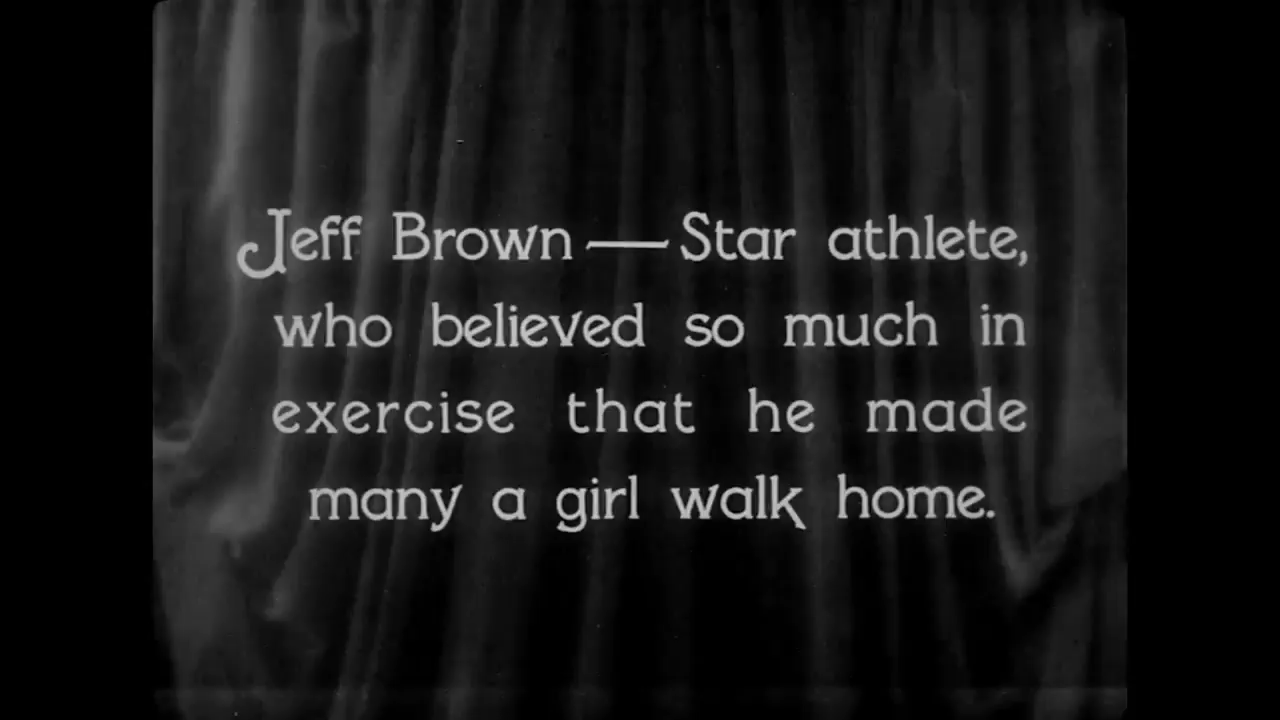 Jeff Brown — Star athlete,
who believed so much in
exercise that he made
many a girl walk home.